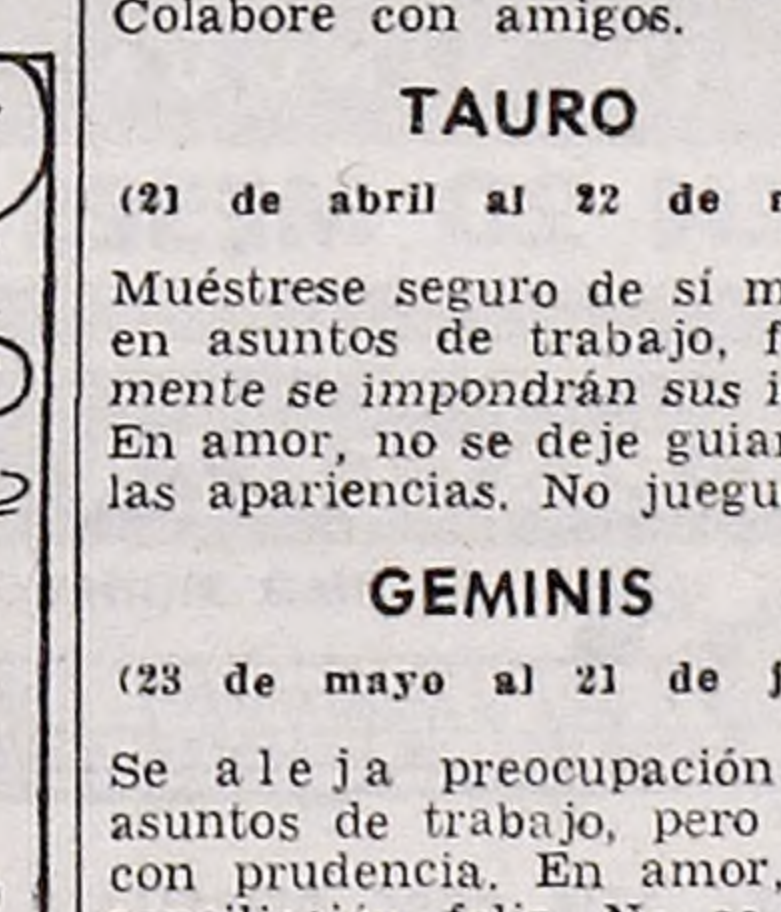 Colabore con amigos.
TAURO
(21 de abril al 22 de
Muéstrese seguro de sí
en asuntos de trabajo,
mente se impondrán sus
En amor, no se deje guiar
las apariencias. No juegu
GEMINIS
(23 de mayo al 21 de
Se aleja preocupación
asuntos de trabajo, pero
con prudencia. En amor,